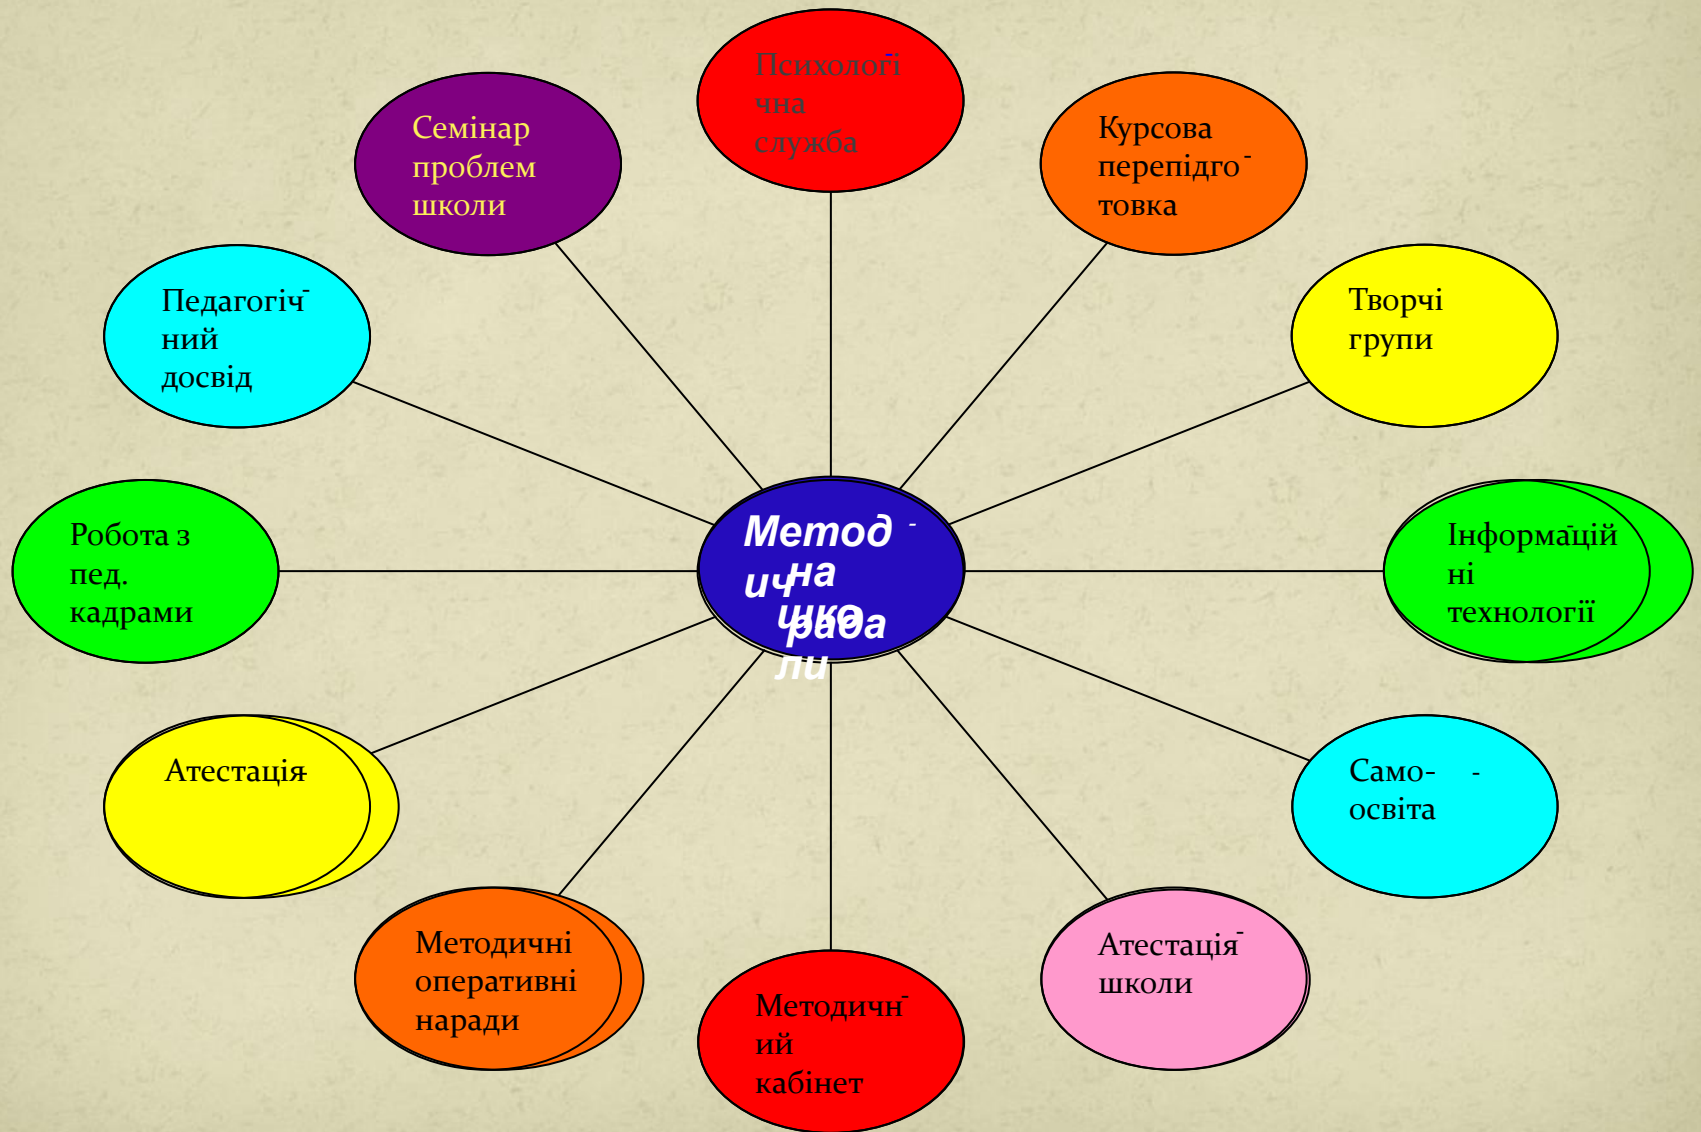 Психологі
чна
служба
Курсова
перепідго-
товка
Творчі
групи
Інформацій
ні
технології
Само-
освіта
Атестація
школи
Методичн
ий
кабінет
Методичні
оперативні
наради
Атестація
Робота з
пед.
кадрами
Педагогіч-
ний
досвід
Семінар
проблем
школи
Метод -
ич
на
шко
рада
ли